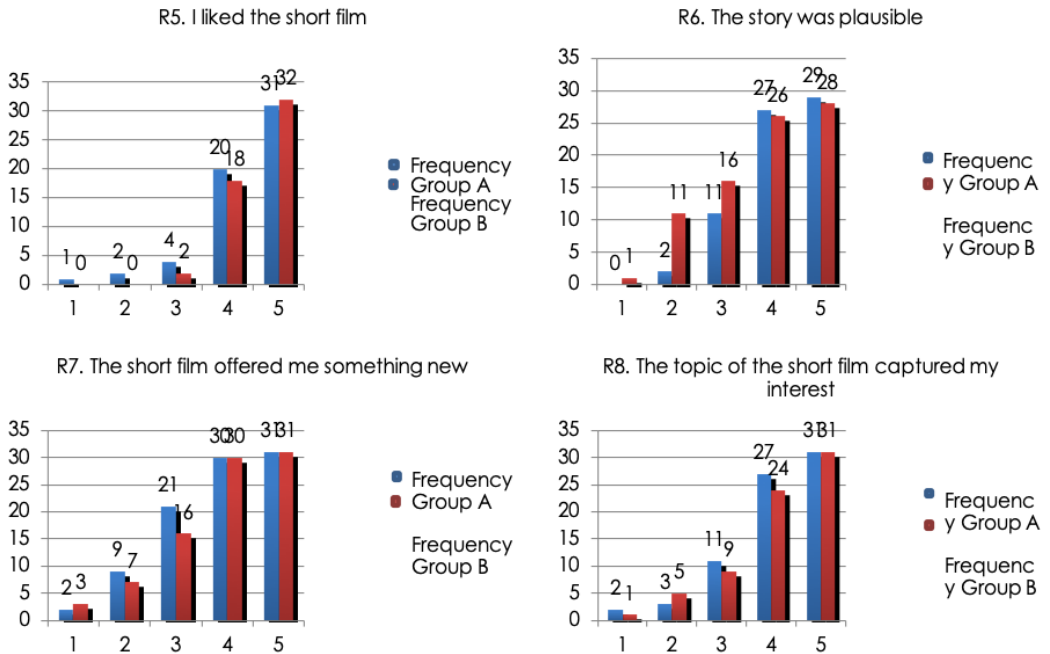 R5. I liked the short film
35
30
25
20
15
10
5
0
1 0
2 0
4 2
20 18
31 32
1 2 3 4 5
Frequency
Group A
Frequency
Group B
R6. The story was plausible
35
30
25
20
15
10
5
0
0 1
2 11
11 16
27 26
29 28
1 2 3 4 5
Frequenc
y Group A
Frequenc
y Group B
R7. The short film offered me something new
35
30
25
20
15
10
5
0
2 3
9 7
21 16
30 30
31 31
1 2 3 4 5
Frequency
Group A
Frequency
Group B
R8. The topic of the short film captured my
interest
35
30
25
20
15
10
5
0
2 1
3 5
11 9
27 24
31 31
1 2 3 4 5
Frequenc
y Group A
Frequenc
y Group B